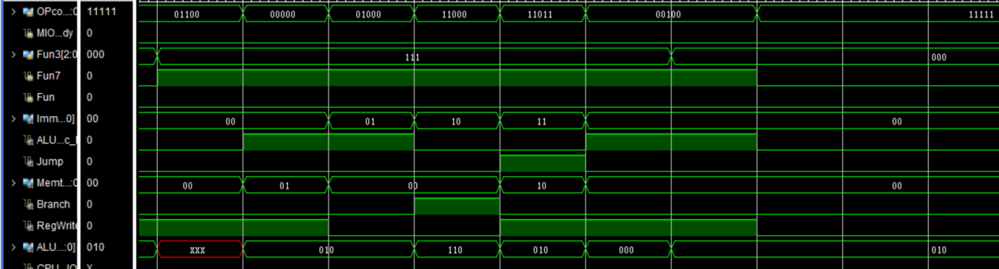 OPco...:0 11111 01100 00000 01000 11000 11011 00100 11111
MIO...dy 0
Fun3[2:0 000 111 000
Fun7 0
Fun 0
Imm...0] 00 00 01 10 11 00
ALU...c_ 0
Jump 0
Memt...:0 00 00 01 00 10 00
Branch 0
RegWrite 0
ALU...:0] 010 xxx 010 110 010 000 010